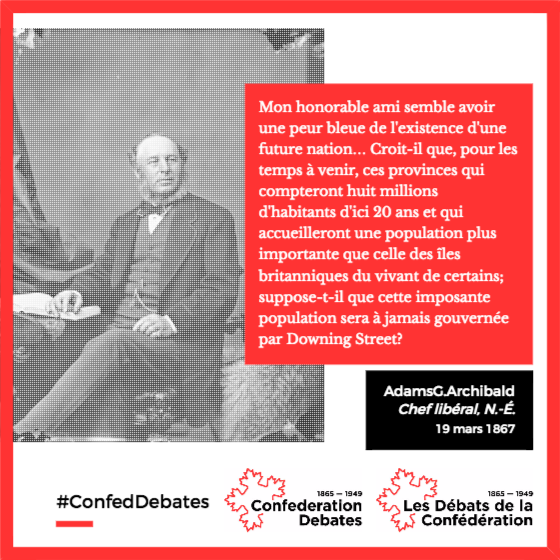 Mon honorable ami semble avoir
une peur bleue de l'existence d'une
future nation... Croit-il que, pour les
temps à venir, ces provinces qui
compteront huit millions
d'habitants d'ici 20 ans et qui
accueilleront une population plus
importante que celle des îles
britanniques du vivant de certains;
suppose-t-il que cette imposante
population sera à jamais gouvernée
par Downing Street?
AdamsG.Archibald
Chef libéral, N.-É.
19 mars 1867
#ConfedDebates
1865 — 1949
Confederation
Debates
1865 — 1949
Les Débats de la
Confédération